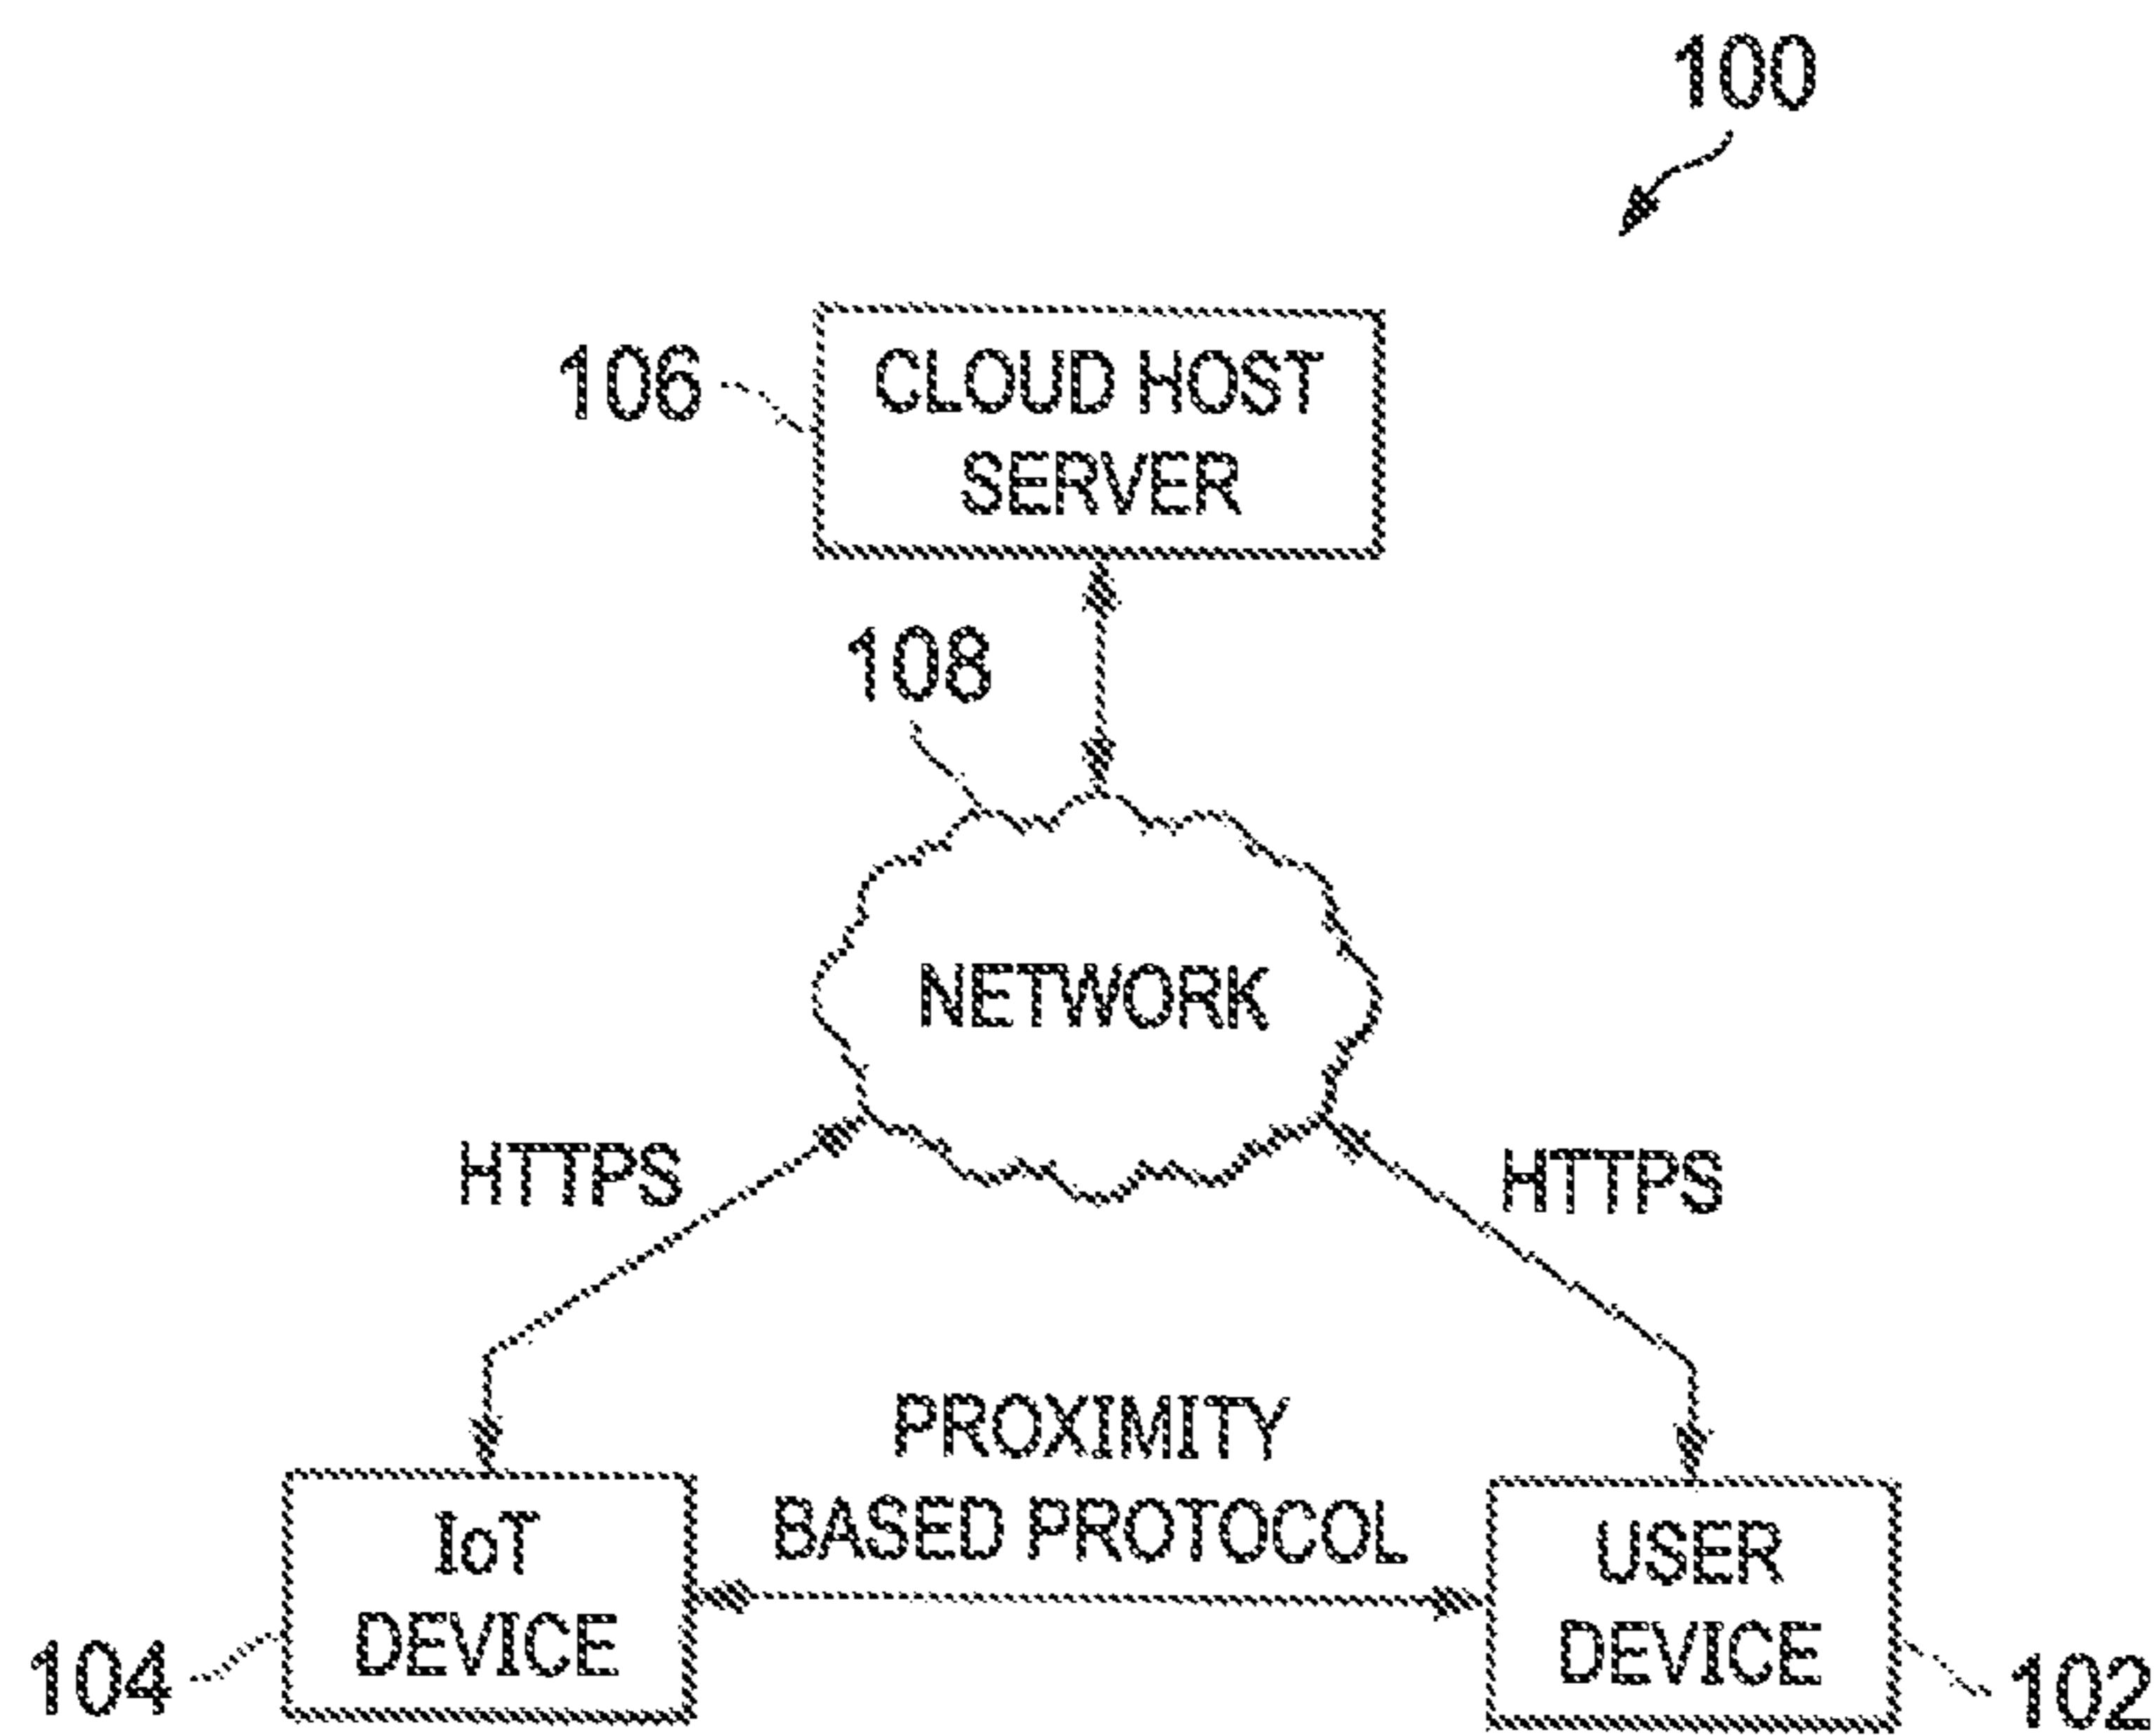 100
106
CLOUD HOST
SERVER
108
NETWORK
HTTPS
HTTPS
PROXIMITY
BASED PROTOCOL
IoT
DEVICE
USER
DEVICE
104
102